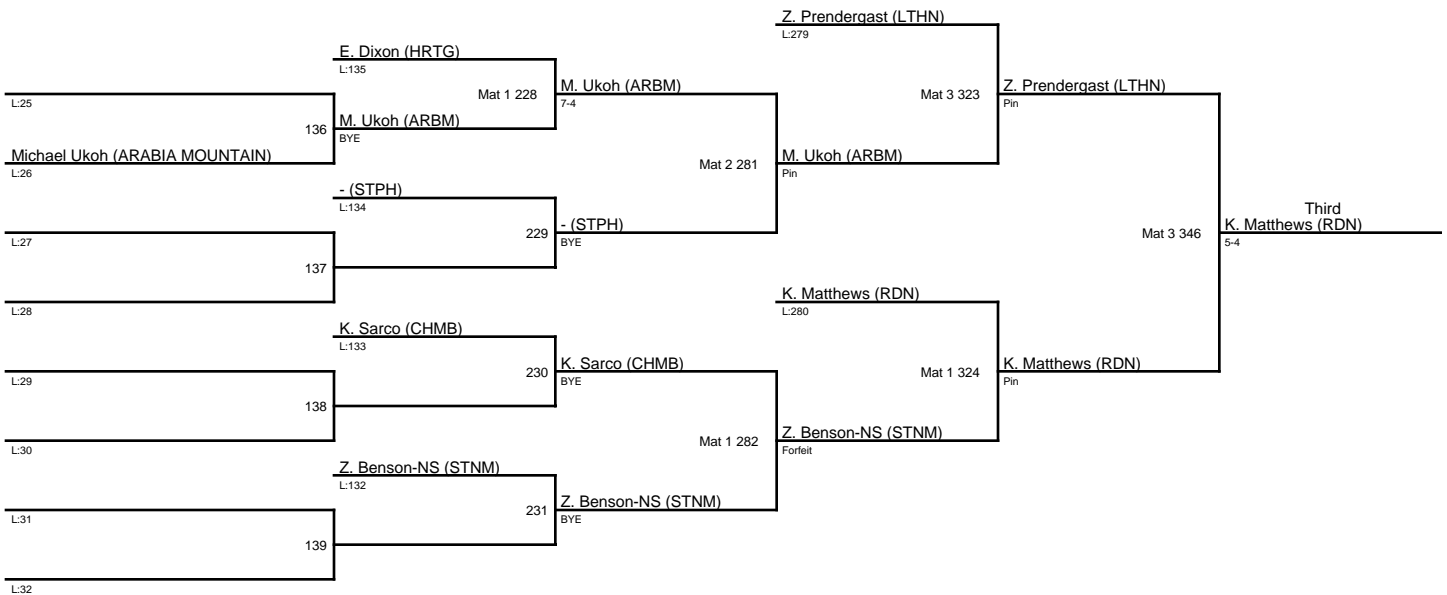 Z. Prendergast (LTHN)
L:279
E. Dixon (HRTG)
L:135
Mat 1 228
M. Ukoh (ARBM)
7-4
Mat 3 323
Z. Prendergast (LTHN)
Pin
L:25
136
M. Ukoh (ARBM)
BYE
Michael Ukoh (ARABIA MOUNTAIN)
L:26
Mat 2 281
M. Ukoh (ARBM)
Pin
- (STPH)
L:134
229
- (STPH)
BYE
Third
Mat 3 346
K. Matthews (RDN)
5-4
L:27
137
L:28
K. Matthews (RDN)
L:280
K. Sarco (CHMB)
L:133
230
K. Sarco (CHMB)
BYE
Mat 1 324
K. Matthews (RDN)
Pin
L:29
138
L:30
Mat 1 282
Z. Benson-NS (STNM)
Forfeit
Z. Benson-NS (STNM)
L:132
231
Z. Benson-NS (STNM)
BYE
L:31
139
L:32